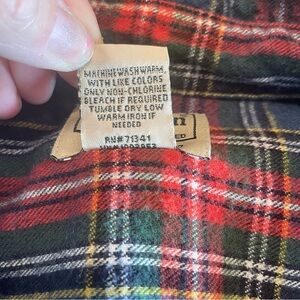 MACHINE WASH WARM,
WITH LIKE COLORS
ONLY NON-CHLORINE
BLEACH IF REQUIRED
TUMBLE DRY LOW
WARM IRON IF
NEEDED
RN#71341